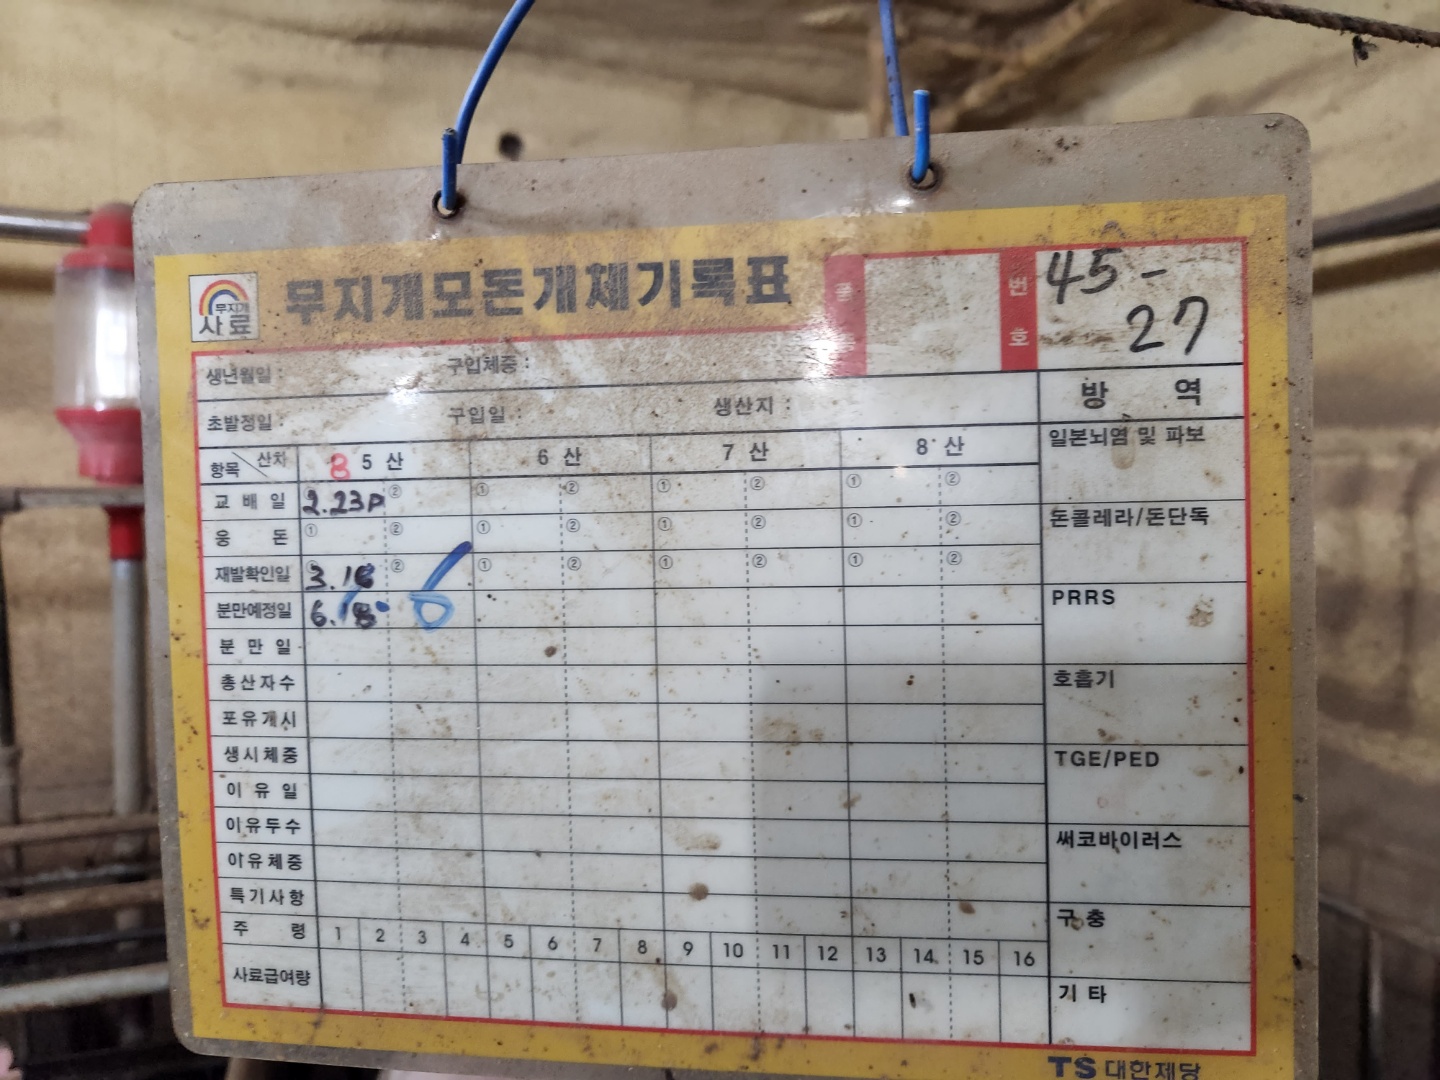 무지개
사료
무지개모돈개체기록표
품
번호
45-
27
생년월일 :
구입체중 :
초발정일 :
구입일 :
생산지 :
방 역
항목 산차
8 5 산
6 산
7 산
8 산
교 배 일 2.23P ② ① ② ① ② ① ②
웅 돈 ① ② ① ② ① ② ① ②
재발확인일 3.16 ② ① ② ① ② ① ②
분만예정일 6.18. 6
분 만 일
총산자수
포유개시
생시체중
이 유 일
이유두수
이유체중
특기사항
주 령 1 2 3 4 5 6 7 8 9 10 11 12 13 14 15 16
사료급여량
일본뇌염 및 파보
돈콜레라/돈단독
PRRS
호흡기
TGE/PED
써코바이러스
구충
기 타
TS 대한제당